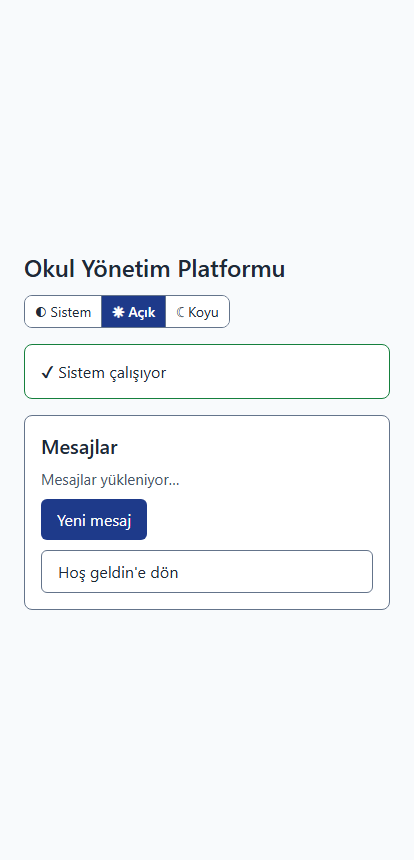 Okul Yönetim Platformu
◐ Sistem ☀ Açık ☾ Koyu
✓ Sistem çalışıyor
Mesajlar
Mesajlar yükleniyor…
Yeni mesaj
Hoş geldin'e dön